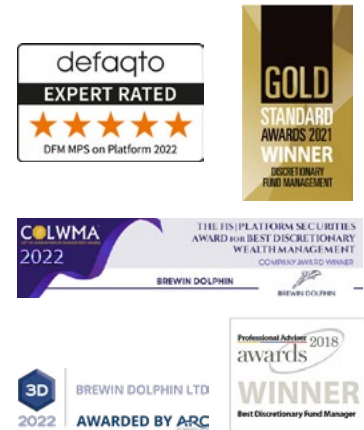 defaqto
EXPERT RATED
DFM MPS on Platform 2022
GOLD
STANDARD
AWARDS 2021
WINNER
DISCRETIONARY
FUND MANAGEMENT
COLWMA
2022
THE FIS | PLATFORM SECURITIES
AWARD FOR BEST DISCRETIONARY
WEALTH MANAGEMENT
COMPANY AWARD WINNER
BREWIN DOLPHIN
BREWIN DOLPHIN
3D
2022
BREWIN DOLPHIN LTD
AWARDED BY ARC
Professional Adviser 2018
awards
WINNER
Best Discretionary Fund Manager